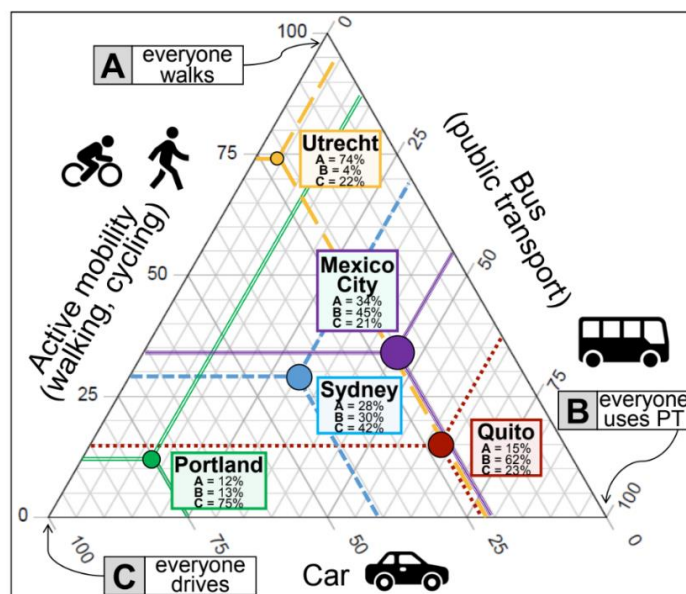 A everyone
walks
100
0
75
25
Utrecht
A = 74%
B = 4%
C = 22%
Bus
(public transport)
Active mobility
(walking, cycling)
50
50
Mexico
City
A = 34%
B = 45%
C = 21%
25
75
B everyone
uses PT
Sydney
A = 28%
B = 30%
C = 42%
Quito
A = 15%
B = 62%
C = 23%
Portland
A = 12%
B = 13%
C = 75%
0
100
100
75
50
25
0
C everyone
drives
Car